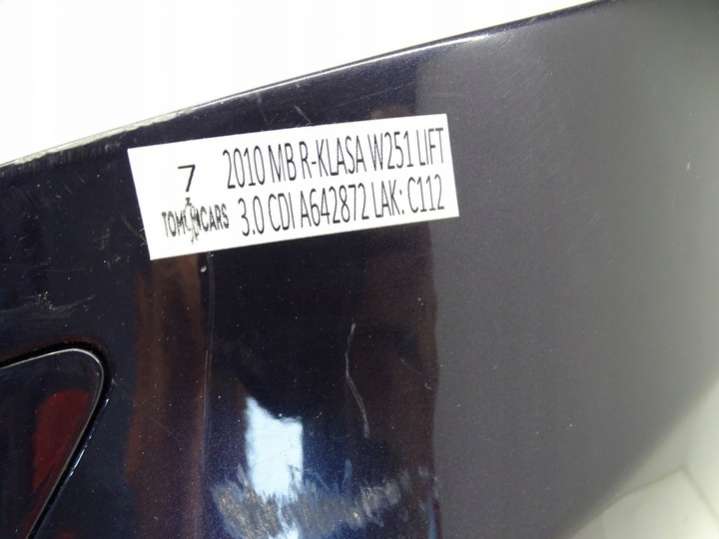 7
TOMCARS
2010 MB R-KLASA W251 LIFT
3.0 CDI A642872 LAK: C112